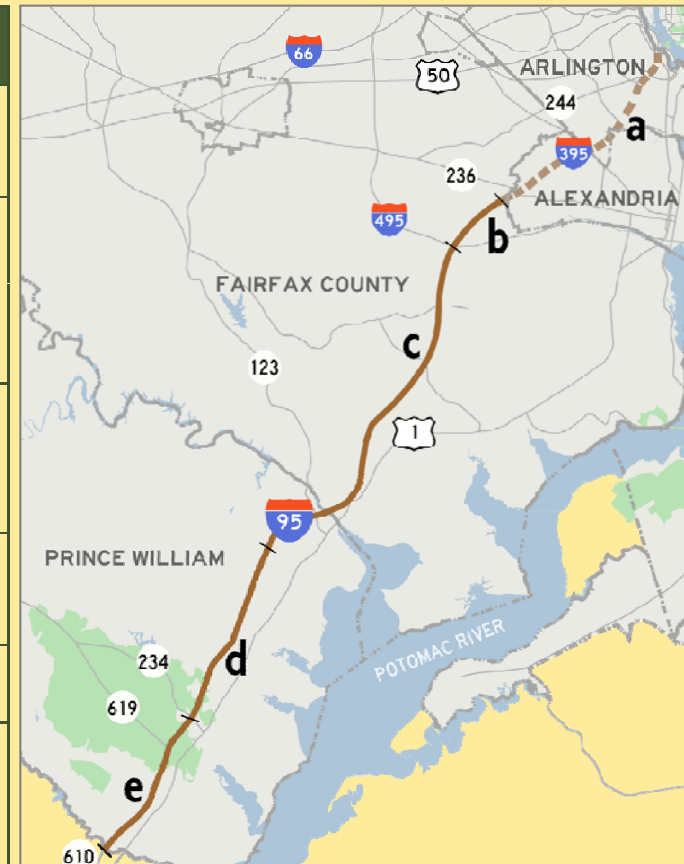 66
50
ARLINGTON
244
a
395
236
ALEXANDRIA
495
b
FAIRFAX COUNTY
c
123
1
95
PRINCE WILLIAM
POTOMAC RIVER
234
d
619
e
610